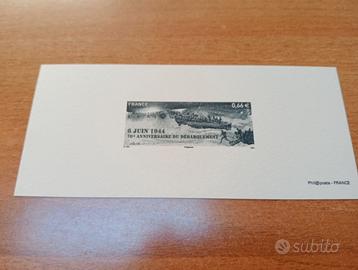 FRANCE 0,66 €
6 JUIN 1944
70e ANNIVERSAIRE DU DÉBARQUEMENT
Phil@poste - FRANCE
subito